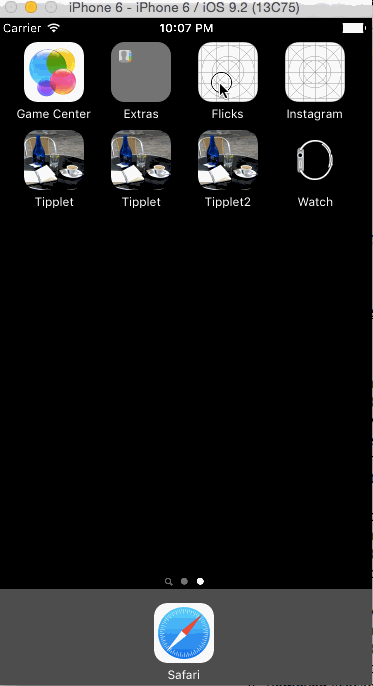 iPhone 6 - iPhone 6 / iOS 9.2 (13C75)
Carrier 10:07 PM
Game Center Extras Flicks Instagram
Tipplet Tipplet Tipplet2 Watch
Safari